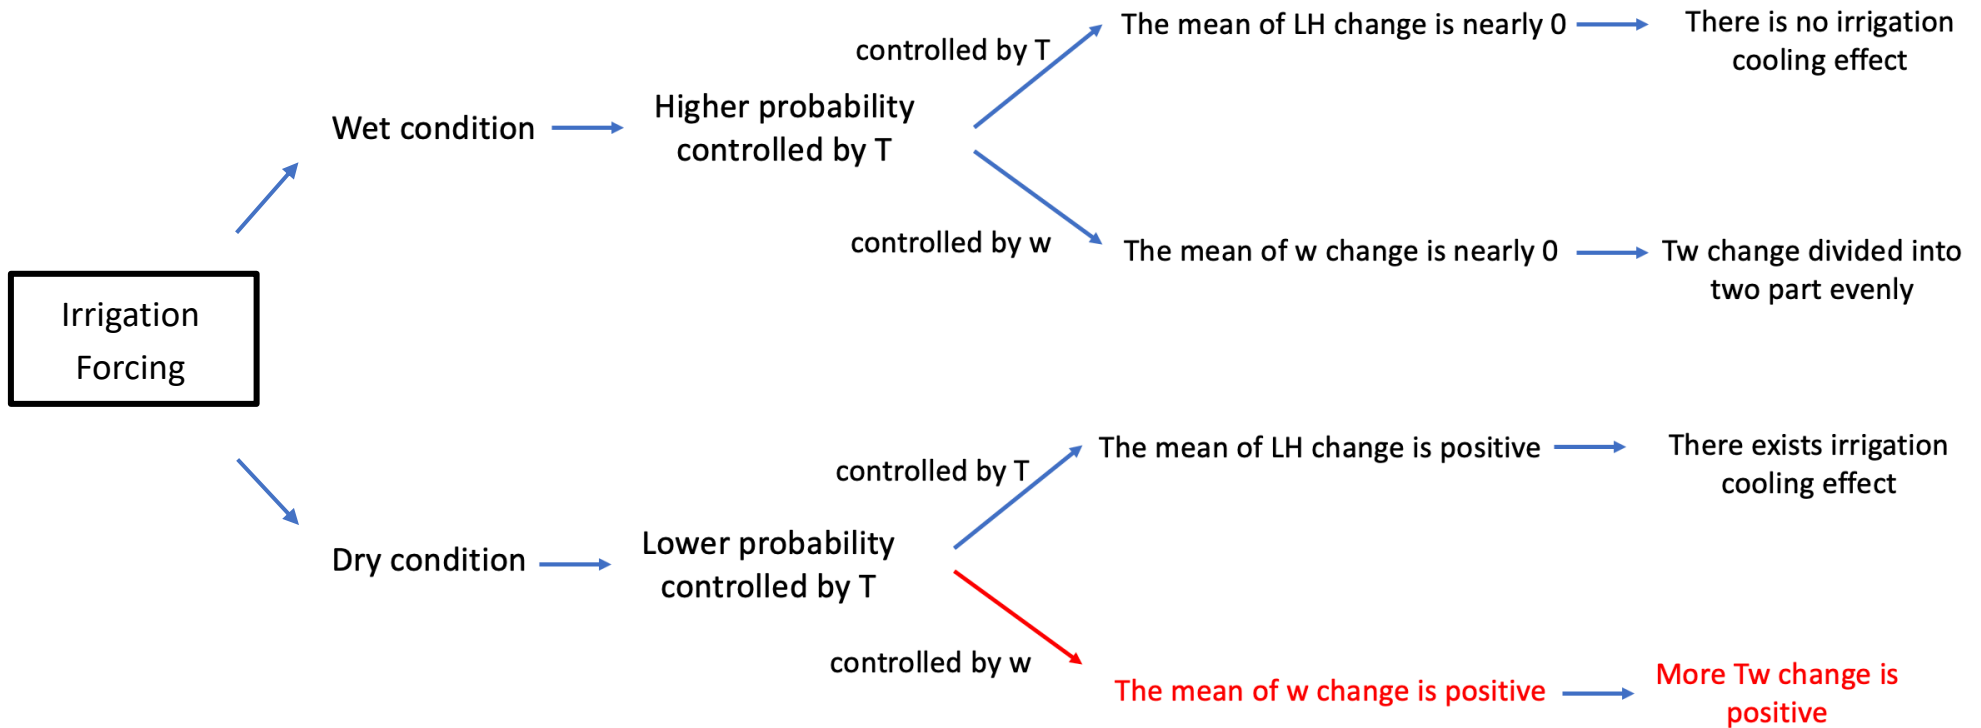 Irrigation
Forcing
Wet condition
Higher probability
controlled by T
controlled by T
The mean of LH change is nearly 0
There is no irrigation
cooling effect
controlled by w
The mean of w change is nearly 0
Tw change divided into
two part evenly
Dry condition
Lower probability
controlled by T
controlled by T
The mean of LH change is positive
There exists irrigation
cooling effect
controlled by w
The mean of w change is positive
More Tw change is
positive